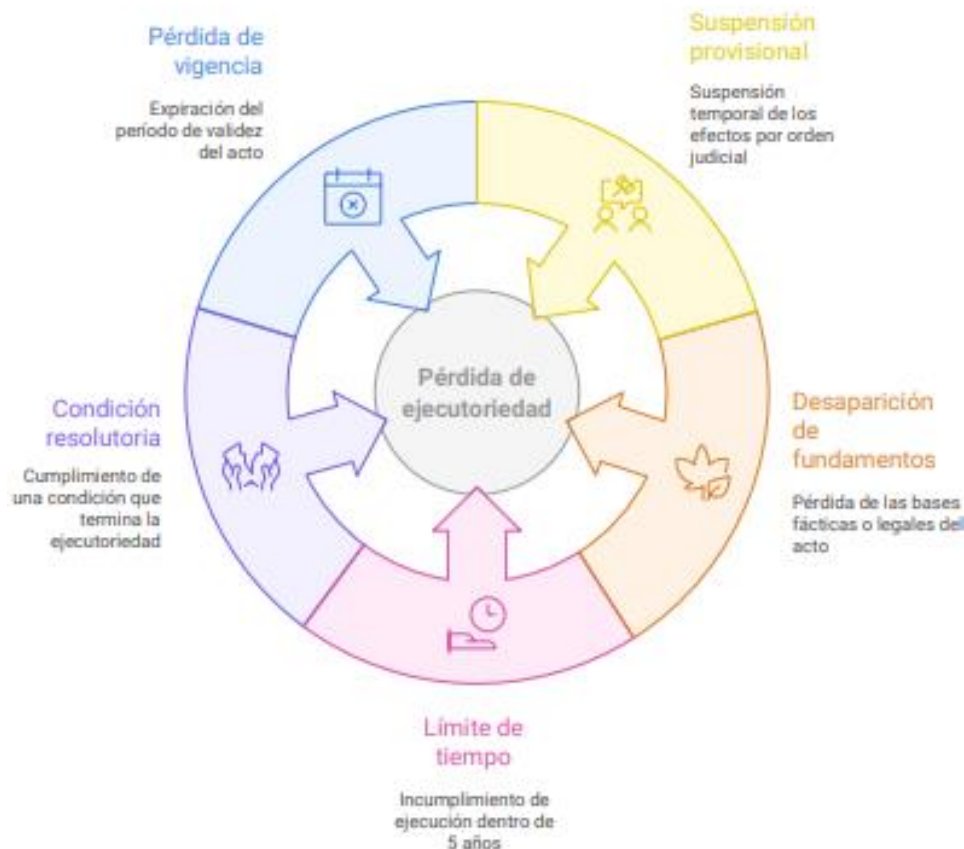 Pérdida de
vigencia
Expiración del
período de validez
del acto
Suspensión
provisional
Suspensión
temporal de los
efectos por orden
judicial
Pérdida de
ejecutoriedad
Condición
resolutoria
Cumplimiento de
una condición que
termina la
ejecutoriedad
Desaparición
de
fundamentos
Pérdida de las bases
fácticas o legales del
acto
Límite de
tiempo
Incumplimiento de
ejecución dentro de
5 años